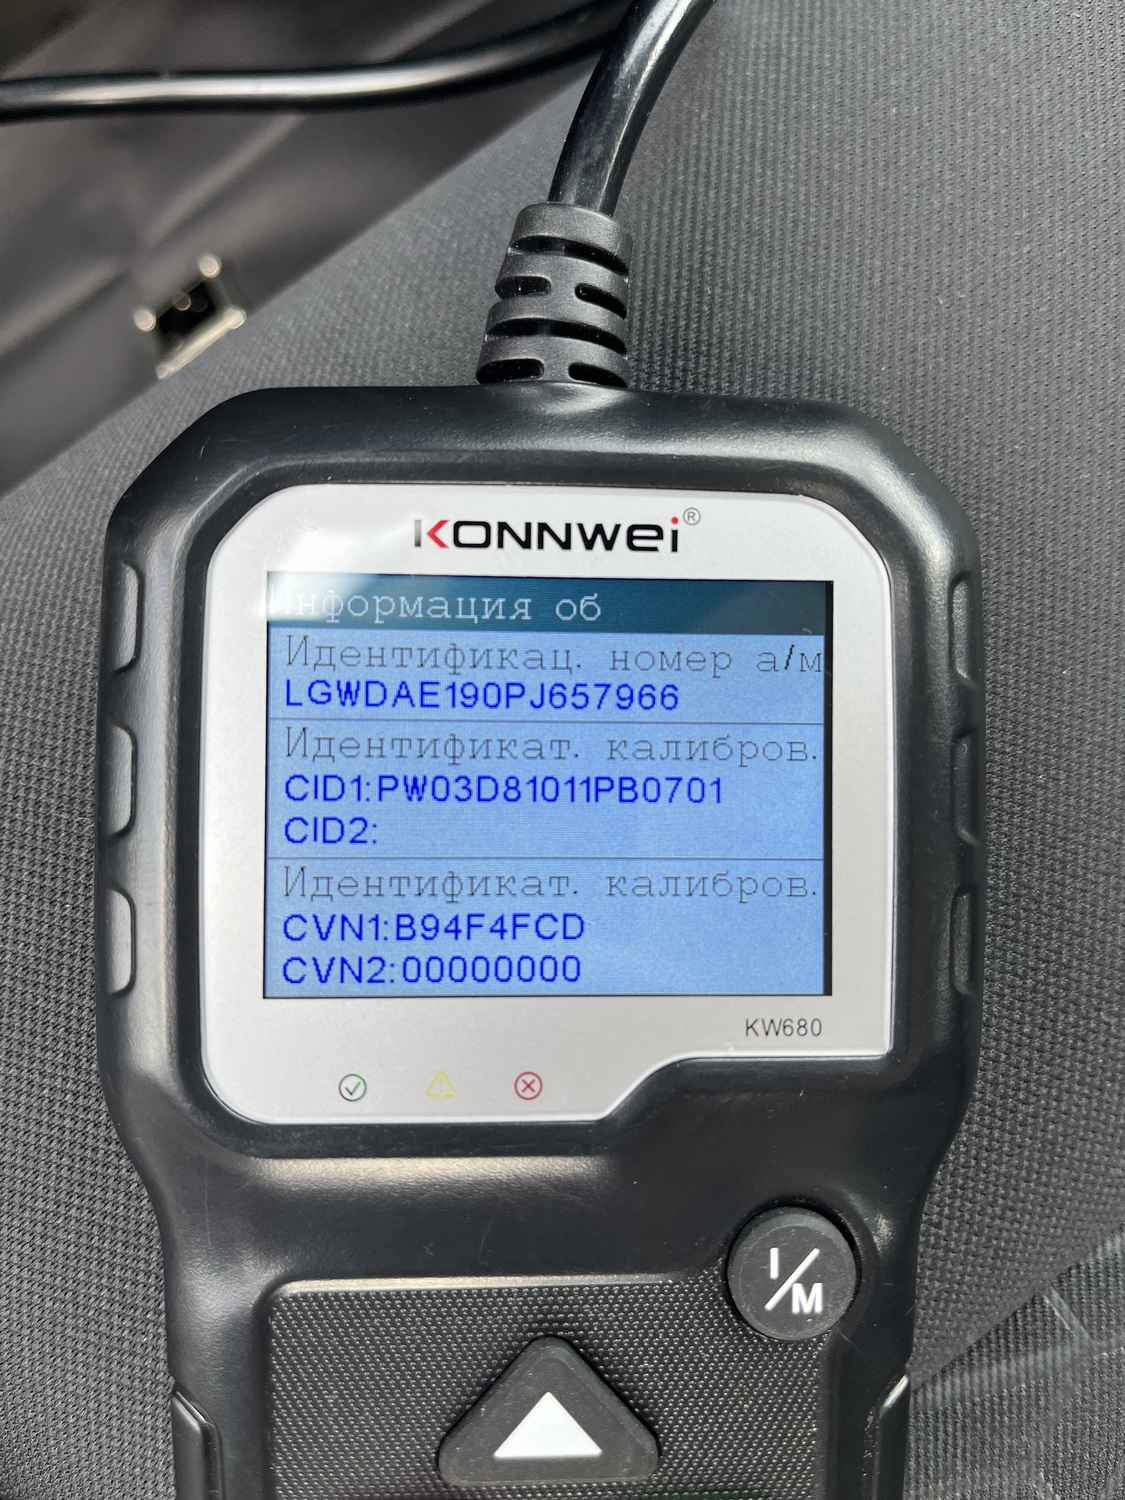 KONNWEI®
Информация об
Идентификац. номер а/м
LGWDAE190PJ657966
Идентификат. калибров.
CID1:PW03D81011PB0701
CID2:
Идентификат. калибров.
CVN1:B94F4FCD
CVN2:00000000
KW680
I/M